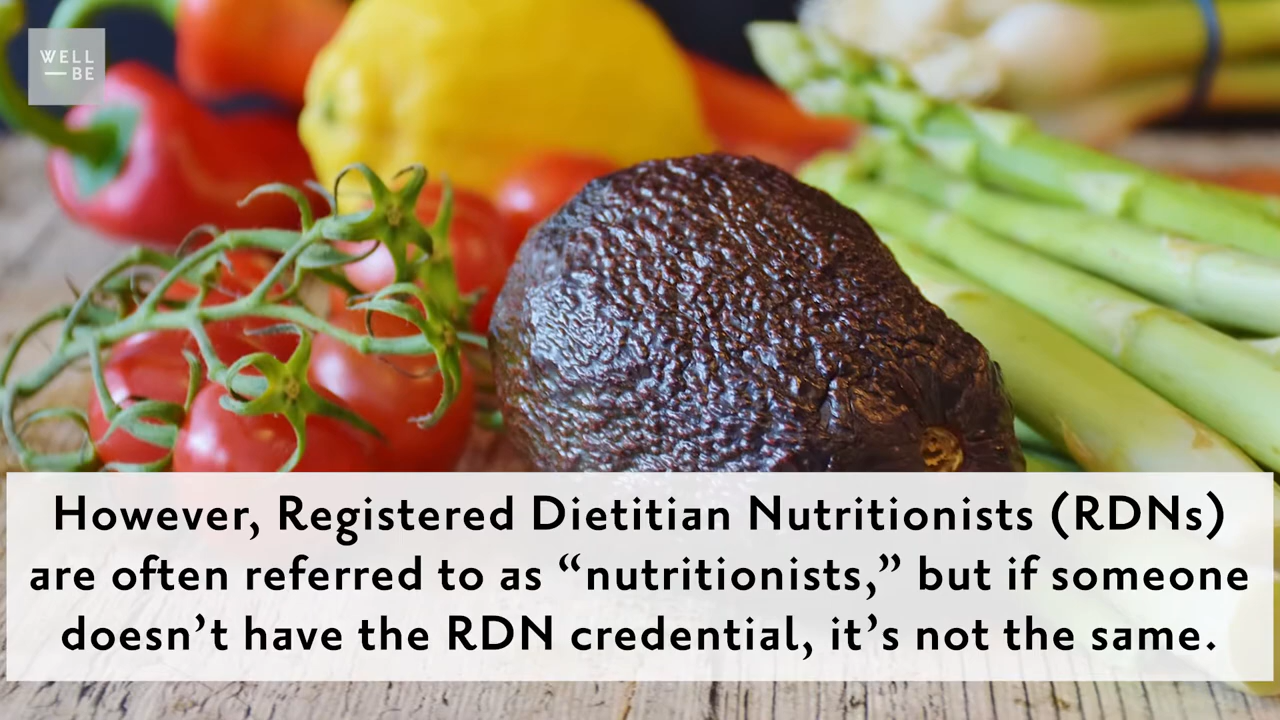 WELL
BE
However, Registered Dietitian Nutritionists (RDNs)
are often referred to as “nutritionists,” but if someone
doesn’t have the RDN credential, it’s not the same.